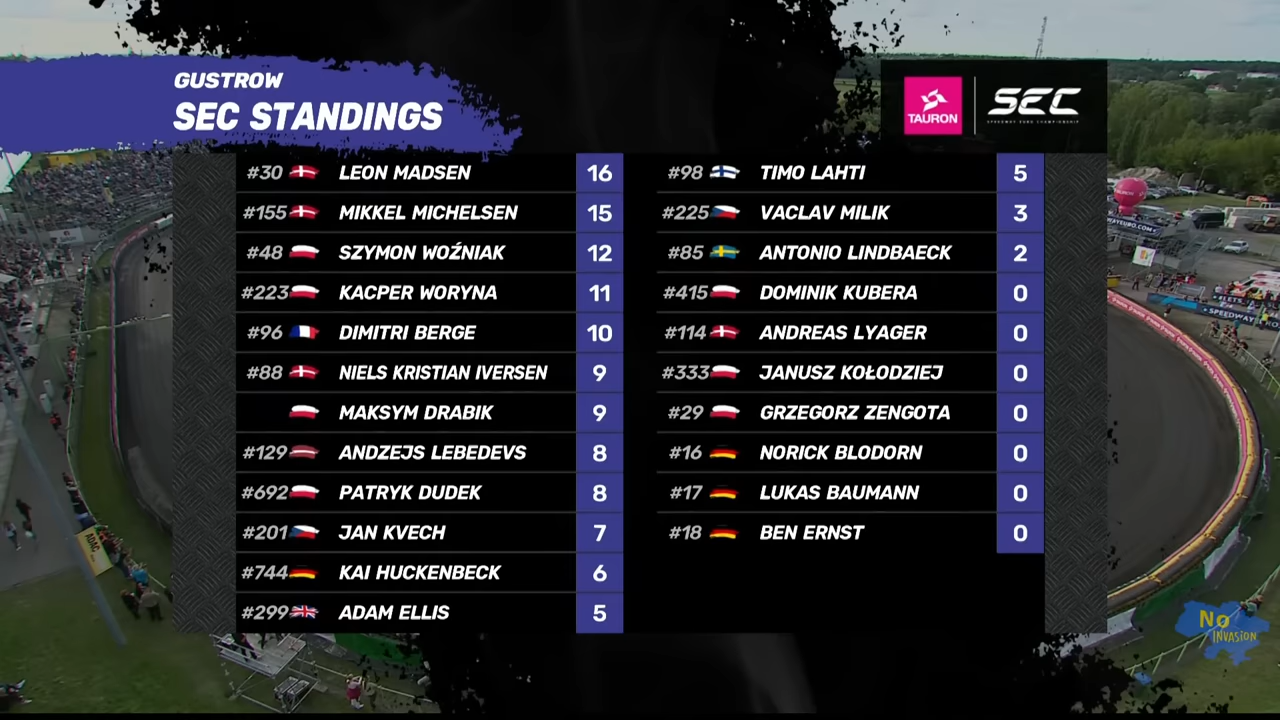 GUSTROW
SEC STANDINGS
TAURON
SEC
SPEEDWAY EURO CHAMPIONSHIP
#30 LEON MADSEN 16
#155 MIKKEL MICHELSEN 15
#48 SZYMON WOŹNIAK 12
#223 KACPER WORYNA 11
#96 DIMITRI BERGE 10
#88 NIELS KRISTIAN IVERSEN 9
MAKSYM DRABIK 9
#129 ANDZEJS LEBEDEVS 8
#692 PATRYK DUDEK 8
#201 JAN KVECH 7
#744 KAI HUCKENBECK 6
#299 ADAM ELLIS 5
#98 TIMO LAHTI 5
#225 VACLAV MILIK 3
#85 ANTONIO LINDBAECK 2
#415 DOMINIK KUBERA 0
#114 ANDREAS LYAGER 0
#333 JANUSZ KOŁODZIEJ 0
#29 GRZEGORZ ZENGOTA 0
#16 NORICK BLODORN 0
#17 LUKAS BAUMANN 0
#18 BEN ERNST 0
ADAC
No
INVASION